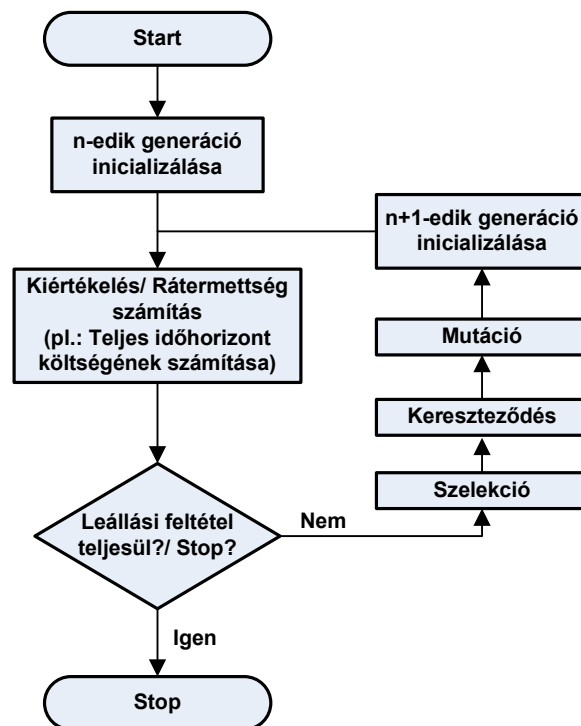 Start
n-edik generáció
inicializálása
n+1-edik generáció
inicializálása
Kiértékelés/ Rátermettség
számítás
(pl.: Teljes időhorizont
költségének számítása)
Mutáció
Kereszteződés
Szelekció
Leállási feltétel
teljesül?/ Stop?
Nem
Igen
Stop